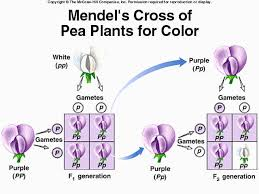 Copyright © The McGraw-Hill Companies, Inc. Permission required for reproduction or display.
Mendel's Cross of
Pea Plants for Color
White
(pp)
Purple
(Pp)
Gametes
p
p
Gametes
P
p
Gametes
P
P
Pp
Pp
Pp
Pp
Purple
(PP)
F1 generation
Gametes
P
p
PP
Pp
Pp
pp
Purple
(Pp)
F2 generation